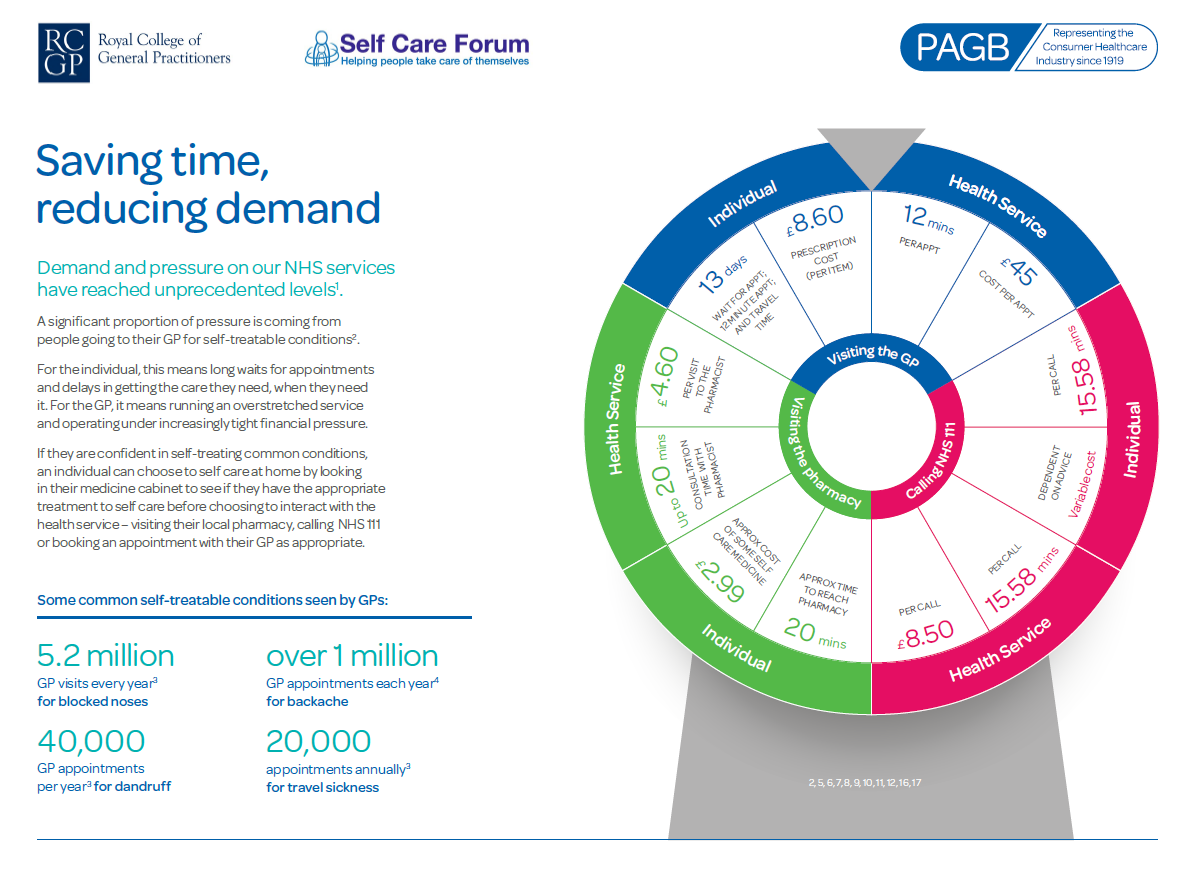 RC
GP
Royal College of
General Practitioners
Self Care Forum
Helping people take care of themselves
PAGB
Representing the
Consumer Healthcare
Industry since 1919
Saving time,
reducing demand
Demand and pressure on our NHS services
have reached unprecedented levels¹.
A significant proportion of pressure is coming from
people going to their GP for self-treatable conditions².
For the individual, this means long waits for appointments
and delays in getting the care they need, when they need
it. For the GP, it means running an overstretched service
and operating under increasingly tight financial pressure.
If they are confident in self-treating common conditions,
an individual can choose to self care at home by looking
in their medicine cabinet to see if they have the appropriate
treatment to self care before choosing to interact with the
health service – visiting their local pharmacy, calling NHS 111
or booking an appointment with their GP as appropriate.
Some common self-treatable conditions seen by GPs:
5.2 million
GP visits every year³
for blocked noses
over 1 million
GP appointments each year⁴
for backache
40,000
GP appointments
per year³ for dandruff
20,000
appointments annually³
for travel sickness
Visiting the GP
Individual
13 days
WAIT FOR APPT;
12 MINUTE APPT;
AND TRAVEL
TIME
£8.60
PRESCRIPTION
COST
(PER ITEM)
Health Service
12 mins
PER APPT
£45
COST PER APPT
Calling NHS 111
Individual
15.58 mins
PER CALL
Variable cost
DEPENDENT
ON ADVICE
Health Service
15.58 mins
PER CALL
£8.50
PER CALL
Visiting the pharmacy
Individual
20 mins
APPROX TIME
TO REACH
PHARMACY
£2.99
APPROX COST
OF SOME SELF
CARE MEDICINE
Health Service
Up to 20 mins
CONSULTATION
TIME WITH
PHARMACIST
£4.60
PER VISIT
TO THE
PHARMACIST
2, 5, 6, 7, 8, 9, 10, 11, 12, 16, 17